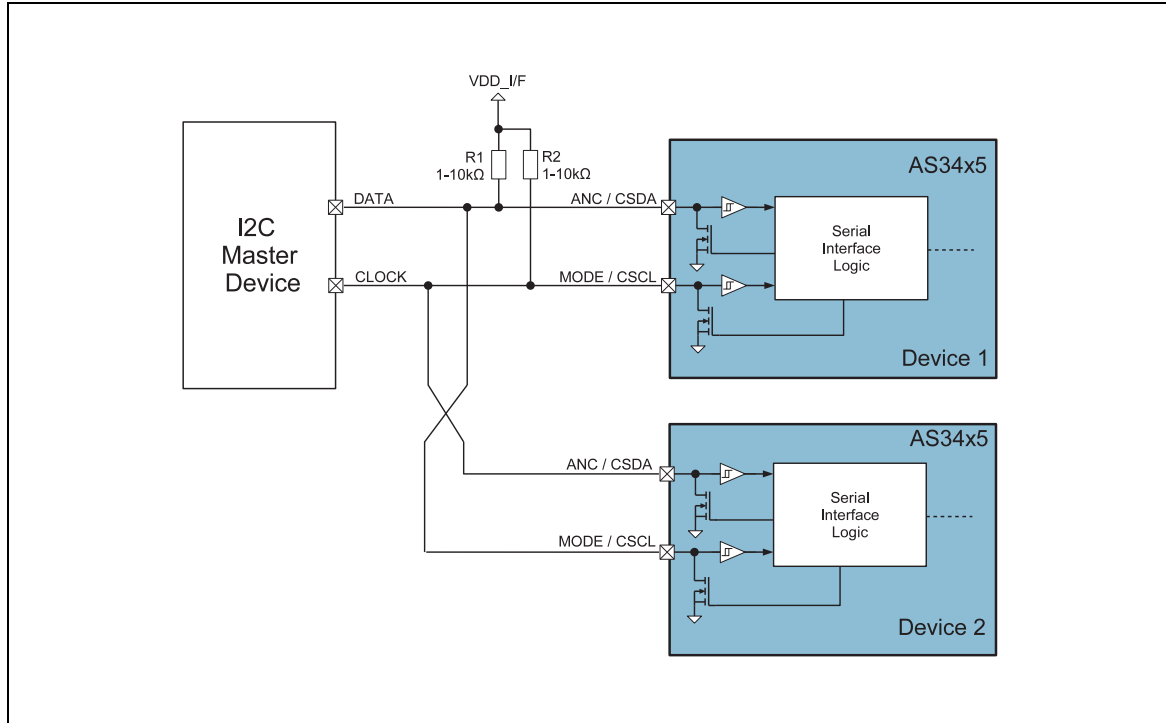 VDD_I/F
R1
1-10kΩ
R2
1-10kΩ
I2C
Master
Device
DATA
CLOCK
ANC / CSDA
MODE / CSCL
AS34x5
Serial
Interface
Logic
Device 1
ANC / CSDA
MODE / CSCL
AS34x5
Serial
Interface
Logic
Device 2